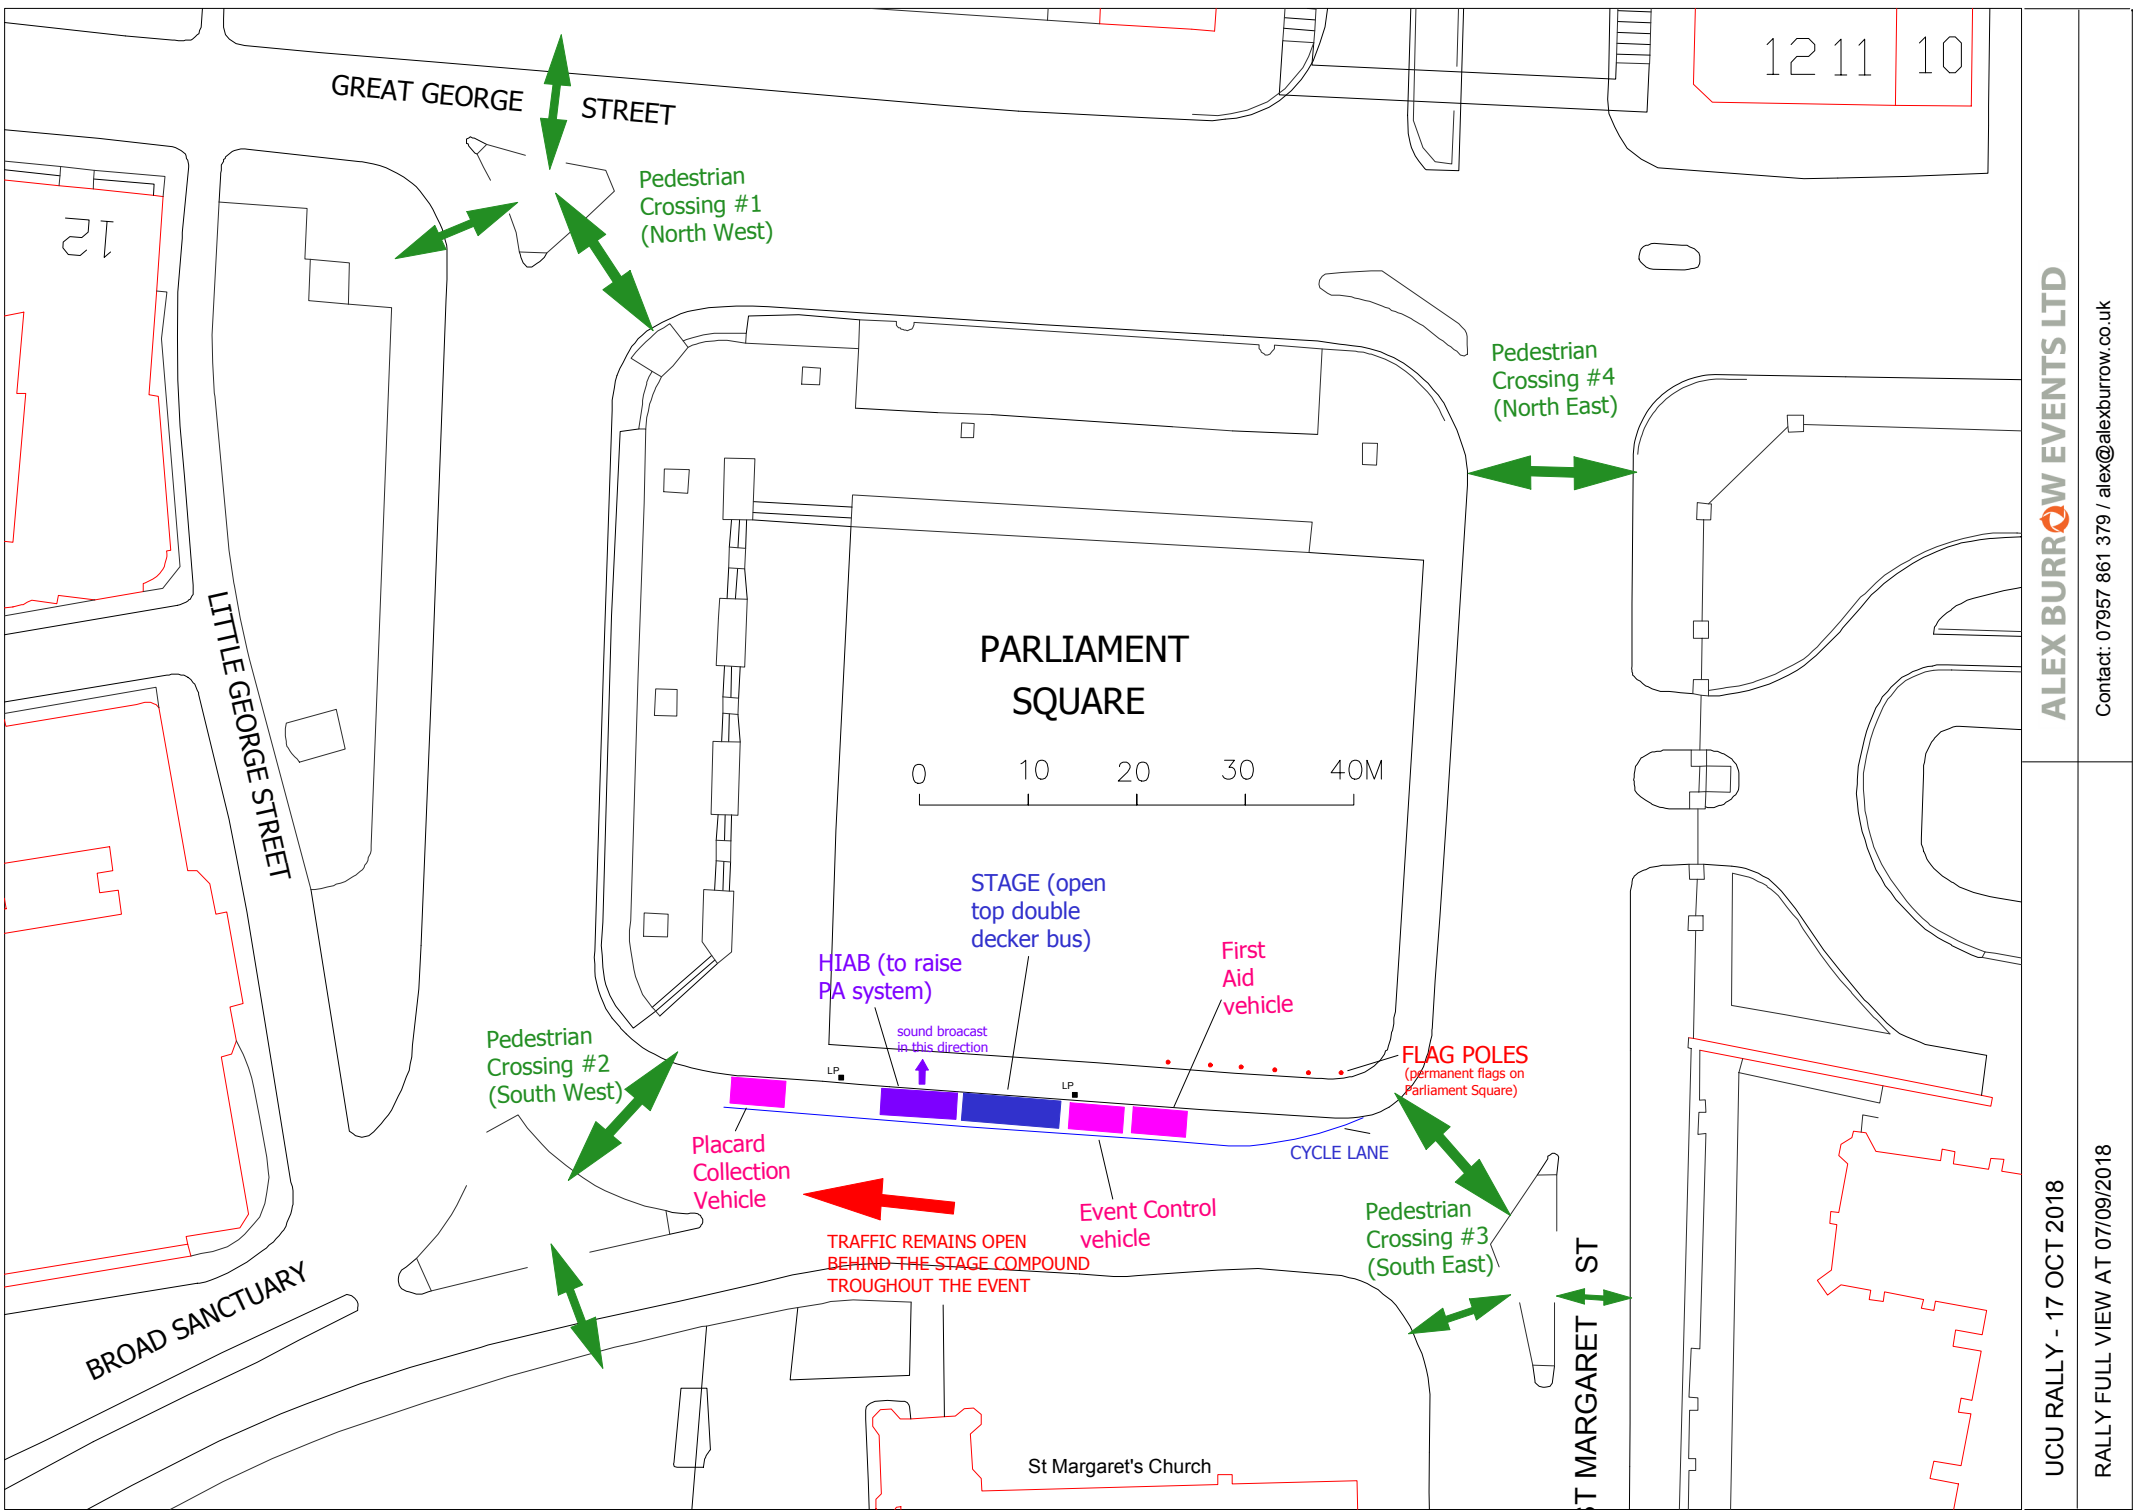 GREAT GEORGE STREET
12 11 10
Pedestrian
Crossing #1
(North West)
12
Pedestrian
Crossing #4
(North East)
LITTLE GEORGE STREET
PARLIAMENT
SQUARE
0 10 20 30 40M
STAGE (open
top double
decker bus)
HIAB (to raise
PA system)
First
Aid
vehicle
sound broacast
in this direction
Pedestrian
Crossing #2
(South West)
LP
LP
FLAG POLES
(permanent flags on
Parliament Square)
Placard
Collection
Vehicle
CYCLE LANE
Event Control
vehicle
Pedestrian
Crossing #3
(South East)
TRAFFIC REMAINS OPEN
BEHIND THE STAGE COMPOUND
TROUGHOUT THE EVENT
BROAD SANCTUARY
ST MARGARET ST
St Margaret's Church
ALEX BURROW EVENTS LTD
Contact: 07957 861 379 / alex@alexburrow.co.uk
UCU RALLY - 17 OCT 2018
RALLY FULL VIEW AT 07/09/2018